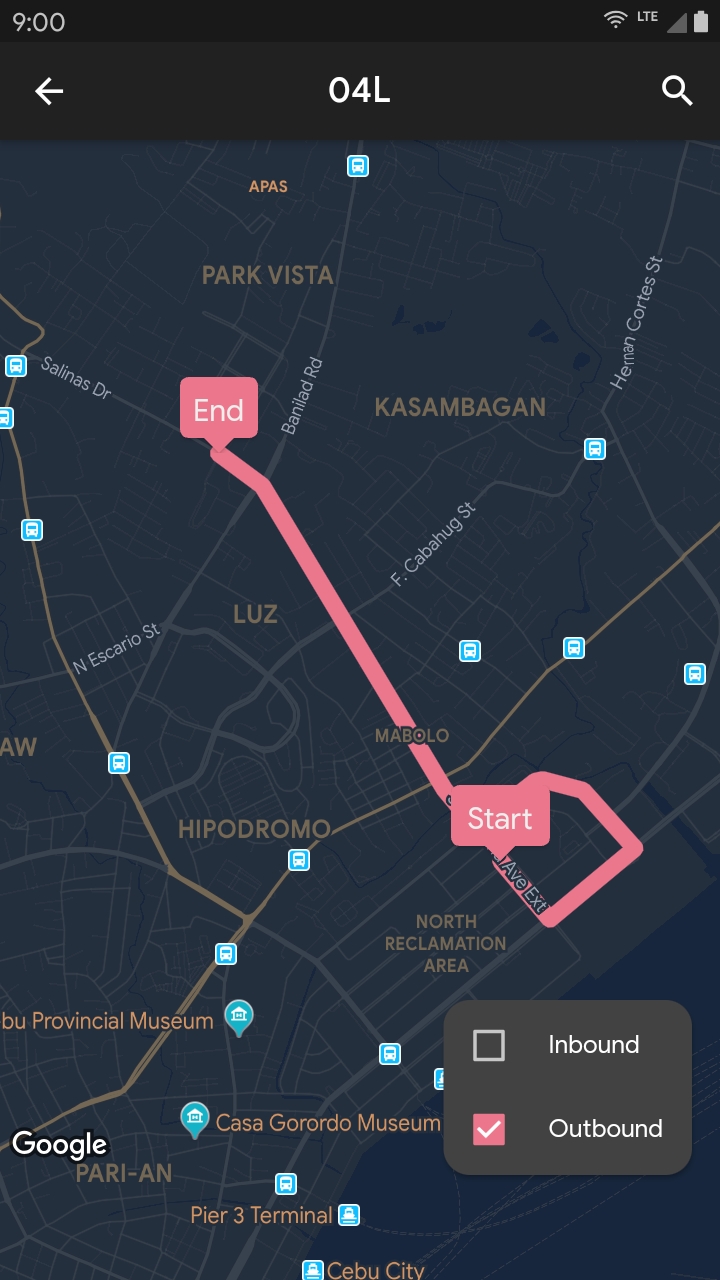 9:00
LTE
04L
APAS
PARK VISTA
Hernan Cortes St
Salinas Dr
Banilad Rd
End
KASAMBAGAN
F. Cabahug St
LUZ
N Escario St
MABOLO
AW
Start
HIPODROMO
Ave Ext
NORTH
RECLAMATION
AREA
bu Provincial Museum
Inbound
Casa Gorordo Museum
Outbound
Google
PARI-AN
Pier 3 Terminal
Cebu City